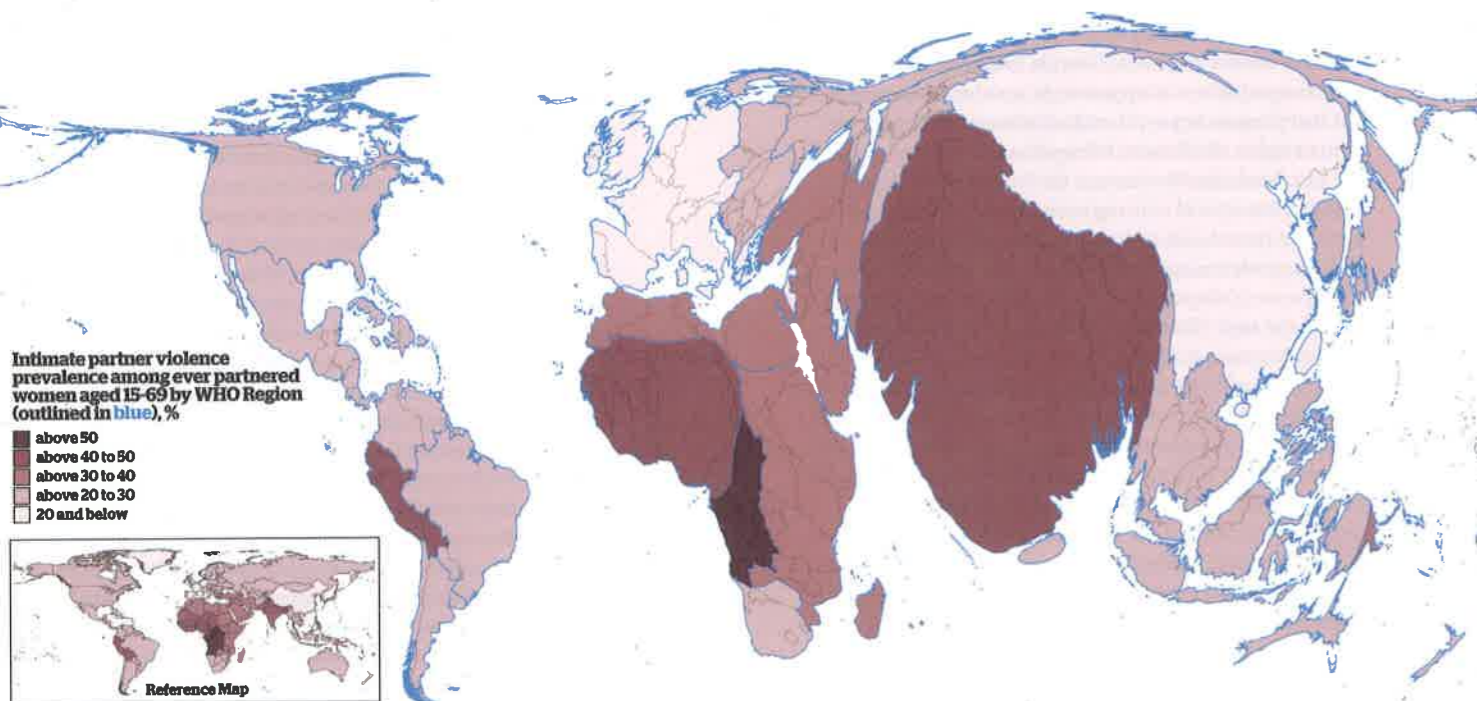 Intimate partner violence
prevalence among ever partnered
women aged 15-69 by WHO Region
(outlined in blue), %
above 50
above 40 to 50
above 30 to 40
above 20 to 30
20 and below
Reference Map